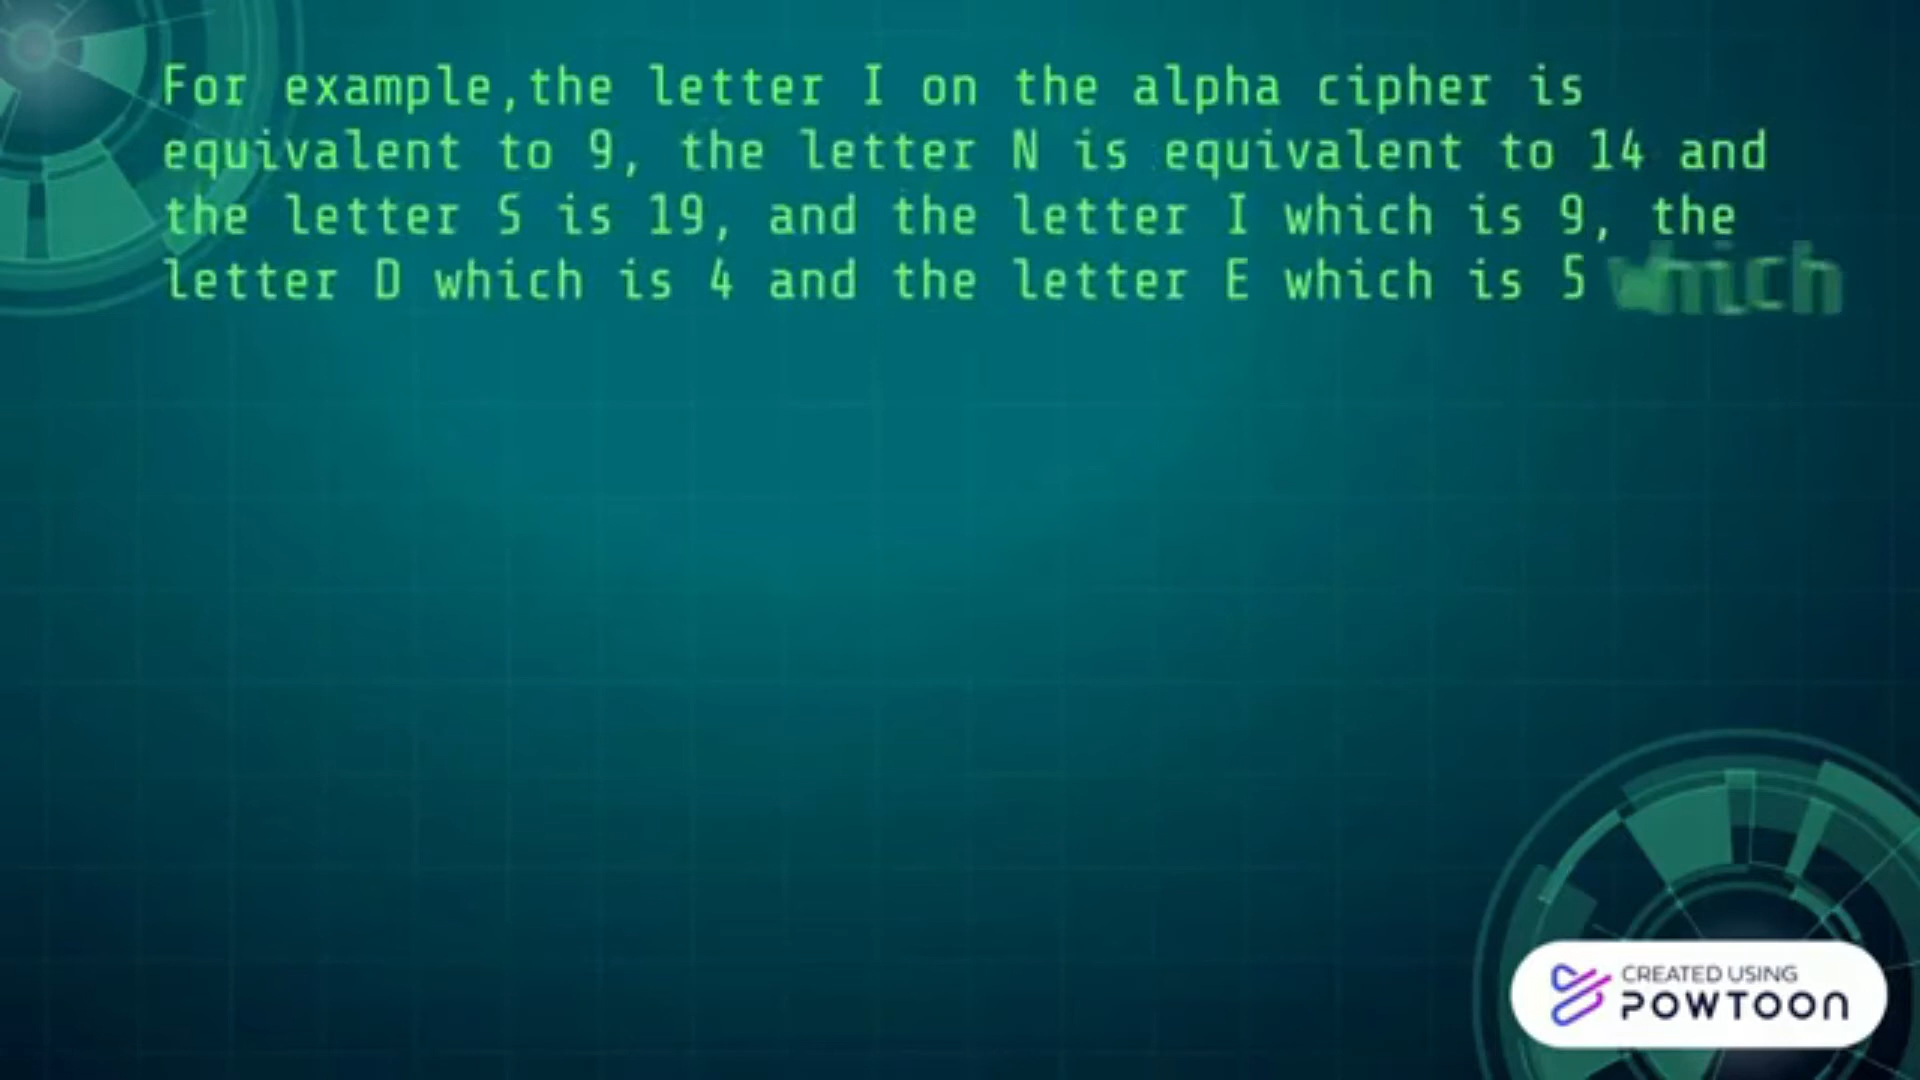 For example,the letter I on the alpha cipher is
equivalent to 9, the letter N is equivalent to 14 and
the letter S is 19, and the letter I which is 9, the
letter D which is 4 and the letter E which is 5 which
CREATED USING
POWTOON